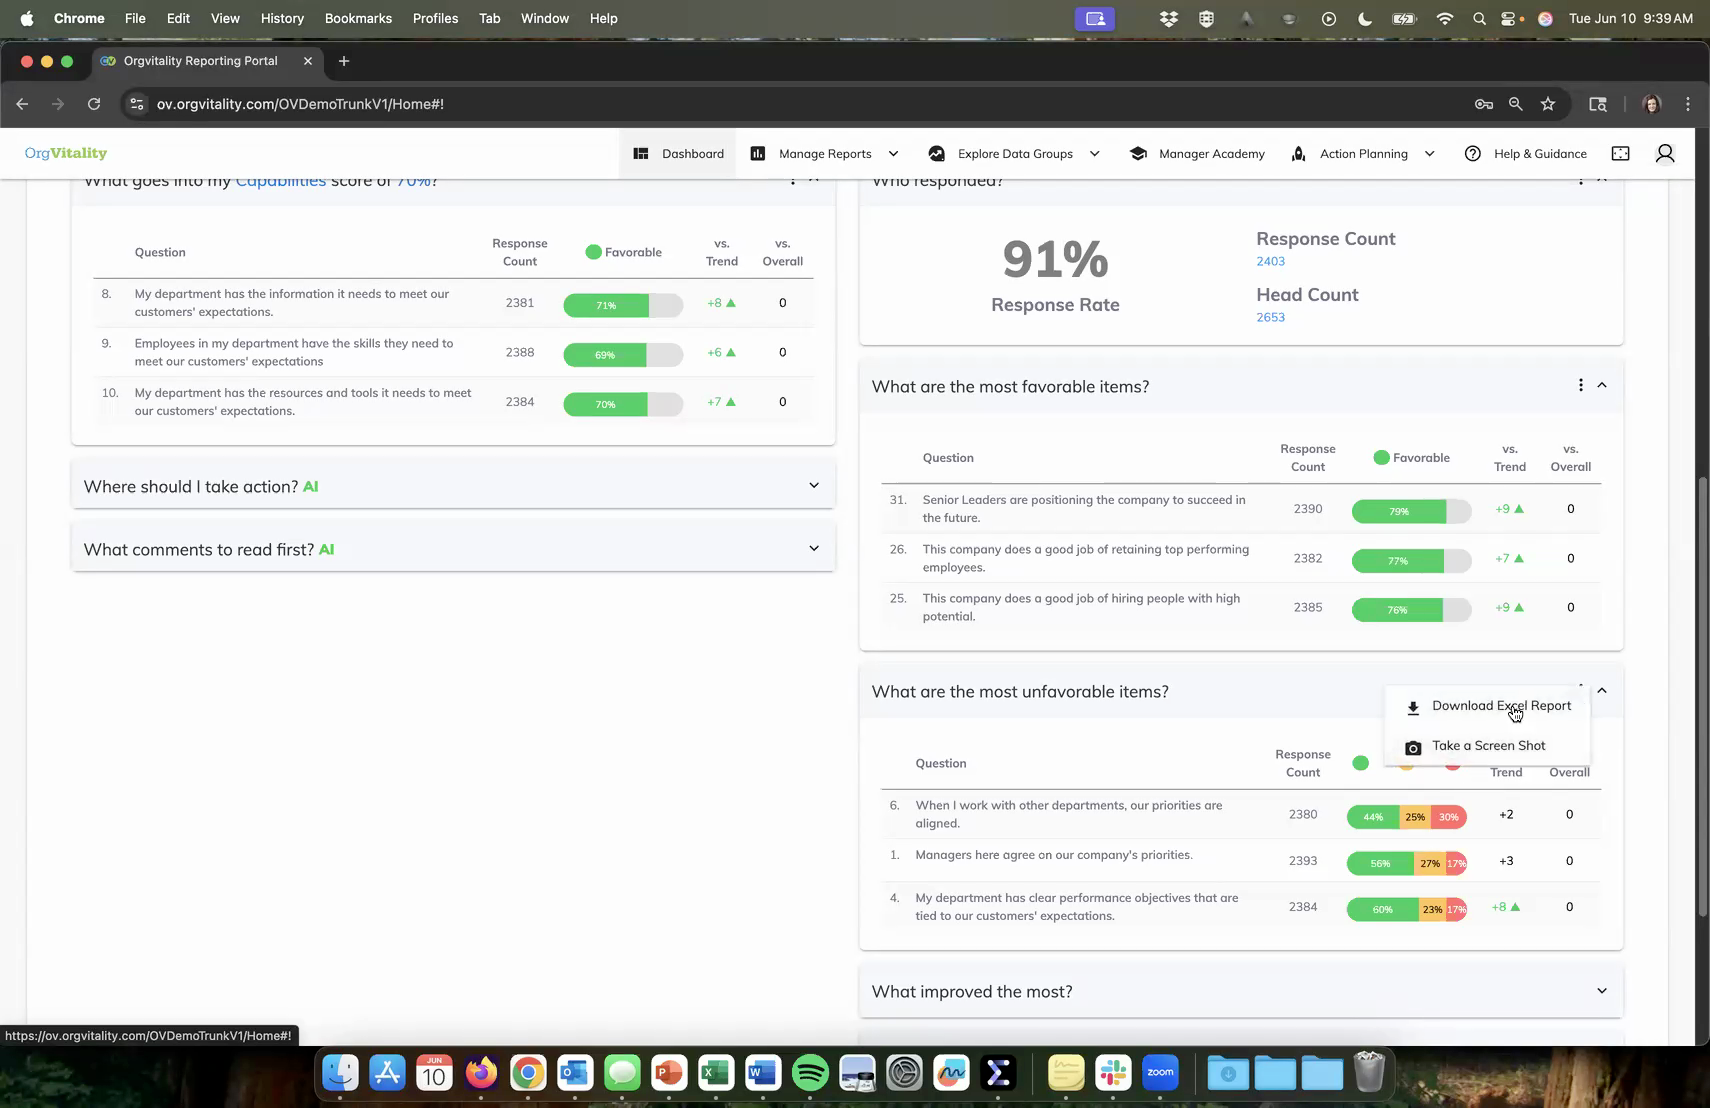 Chrome File Edit View History Bookmarks Profiles Tab Window Help Tue Jun 10 9:39 AM
Orgvitality Reporting Portal
ov.orgvitality.com/OVDemoTrunkV1/Home#!
OrgVitality Dashboard Manage Reports Explore Data Groups Manager Academy Action Planning Help & Guidance
What goes into my Capabilities score of 70%?
Question Response Count Favorable vs. Trend vs. Overall
8. My department has the information it needs to meet our customers' expectations. 2381 71% +8 0
9. Employees in my department have the skills they need to meet our customers' expectations 2388 69% +6 0
10. My department has the resources and tools it needs to meet our customers' expectations. 2384 70% +7 0
Where should I take action? AI
What comments to read first? AI
Who responded?
91%
Response Rate
Response Count
2403
Head Count
2653
What are the most favorable items?
Question Response Count Favorable vs. Trend vs. Overall
31. Senior Leaders are positioning the company to succeed in the future. 2390 79% +9 0
26. This company does a good job of retaining top performing employees. 2382 77% +7 0
25. This company does a good job of hiring people with high potential. 2385 76% +9 0
What are the most unfavorable items?
Download Excel Report
Take a Screen Shot
Question Response Count Trend Overall
6. When I work with other departments, our priorities are aligned. 2380 44% 25% 30% +2 0
1. Managers here agree on our company's priorities. 2393 56% 27% 17% +3 0
4. My department has clear performance objectives that are tied to our customers' expectations. 2384 60% 23% 17% +8 0
What improved the most?
https://ov.orgvitality.com/OVDemoTrunkV1/Home#!
JUN
10
zoom